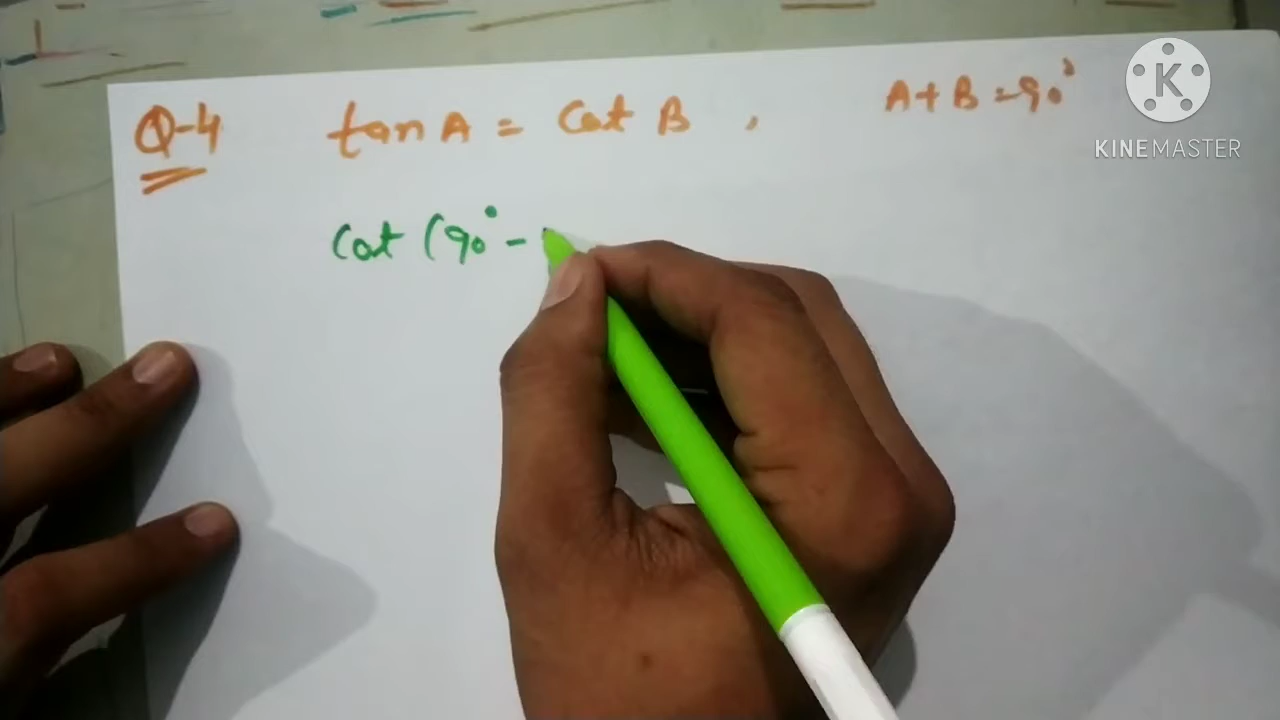 Q-4 tan A = Cot B , A + B = 90°
Cot (90° -
K
KINEMASTER